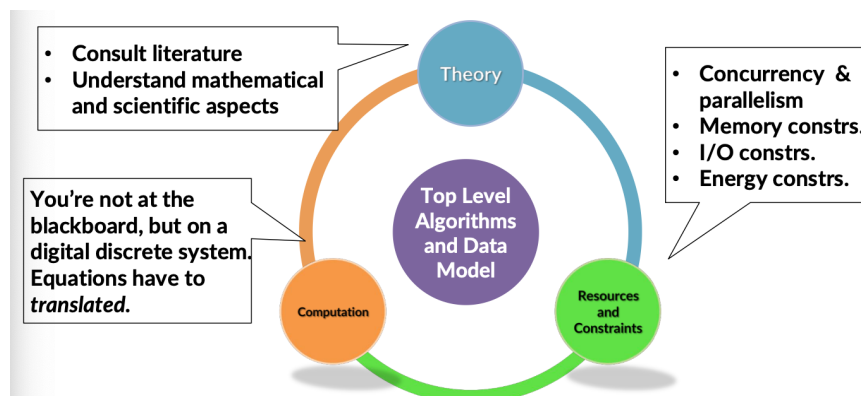 • Consult literature
• Understand mathematical
and scientific aspects
Theory
• Concurrency &
parallelism
• Memory constrs.
• I/O constrs.
• Energy constrs.
You’re not at the
blackboard, but on a
digital discrete system.
Equations have to
translated.
Top Level
Algorithms
and Data
Model
Computation
Resources
and
Constraints